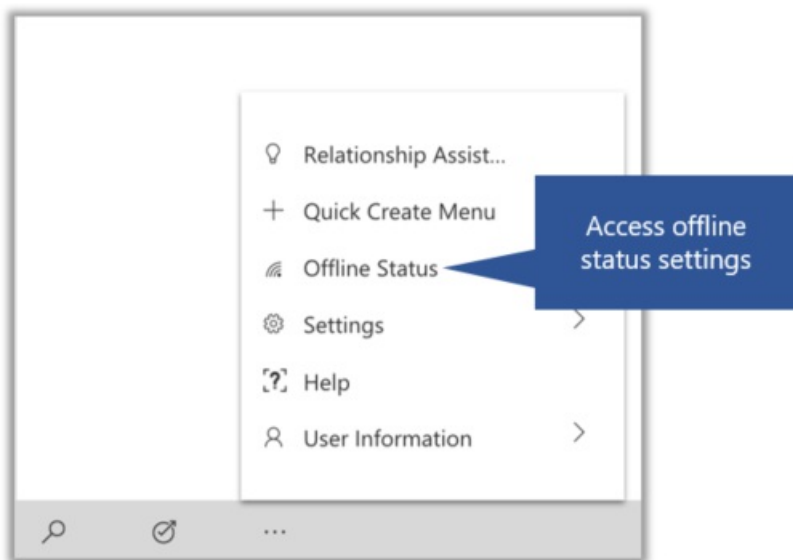 Relationship Assist...
Quick Create Menu
Offline Status
Access offline
status settings
Settings
Help
User Information